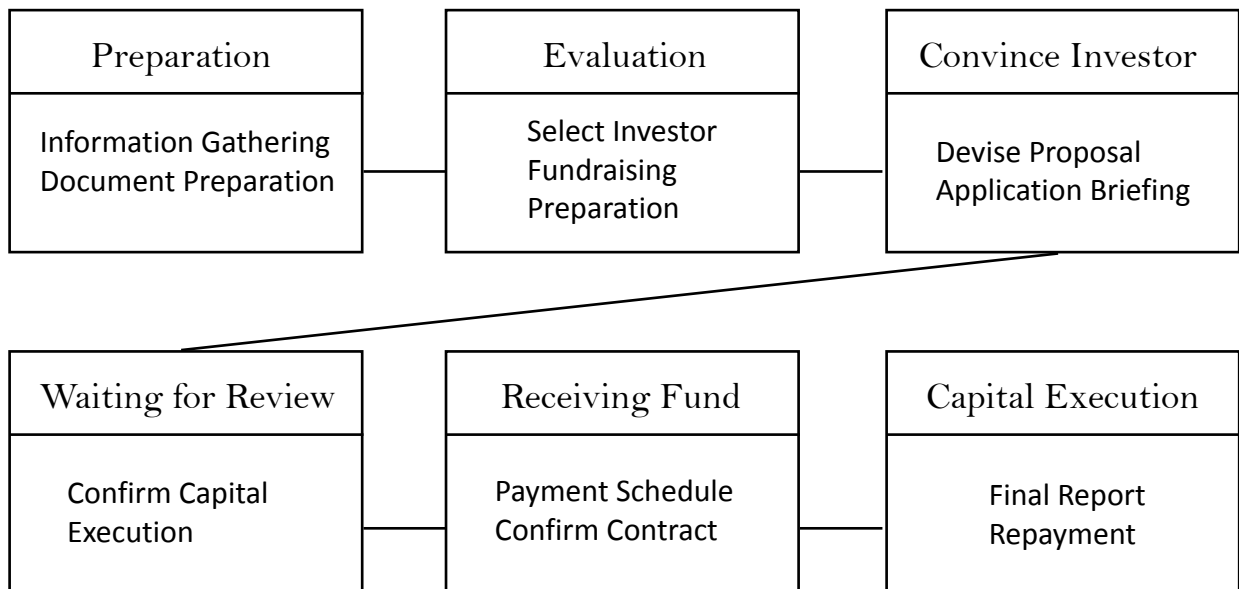 Preparation
Information Gathering
Document Preparation
Evaluation
Select Investor
Fundraising
Preparation
Convince Investor
Devise Proposal
Application Briefing
Waiting for Review
Confirm Capital
Execution
Receiving Fund
Payment Schedule
Confirm Contract
Capital Execution
Final Report
Repayment